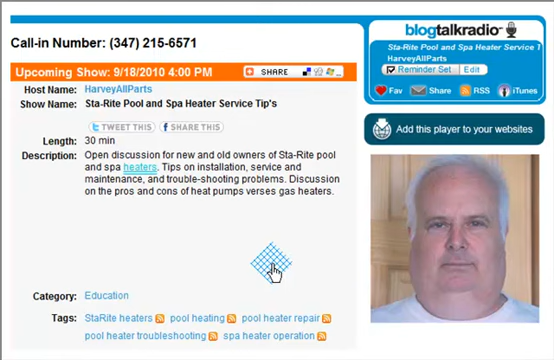 Call-in Number: (347) 215-6571
Upcoming Show: 9/18/2010 4:00 PM
SHARE
Host Name: HarveyAllParts
Show Name: Sta-Rite Pool and Spa Heater Service Tip's
TWEET THIS
SHARE THIS
Length: 30 min
Description: Open discussion for new and old owners of Sta-Rite pool
and spa heaters. Tips on installation, service and
maintenance, and trouble-shooting problems. Discussion
on the pros and cons of heat pumps verses gas heaters.
Category: Education
Tags: StaRite heaters pool heating pool heater repair
pool heater troubleshooting spa heater operation
blogtalkradio
Sta-Rite Pool and Spa Heater Service T
HarveyAllParts
Reminder Set Edit
Fav Share RSS iTunes
Add this player to your websites